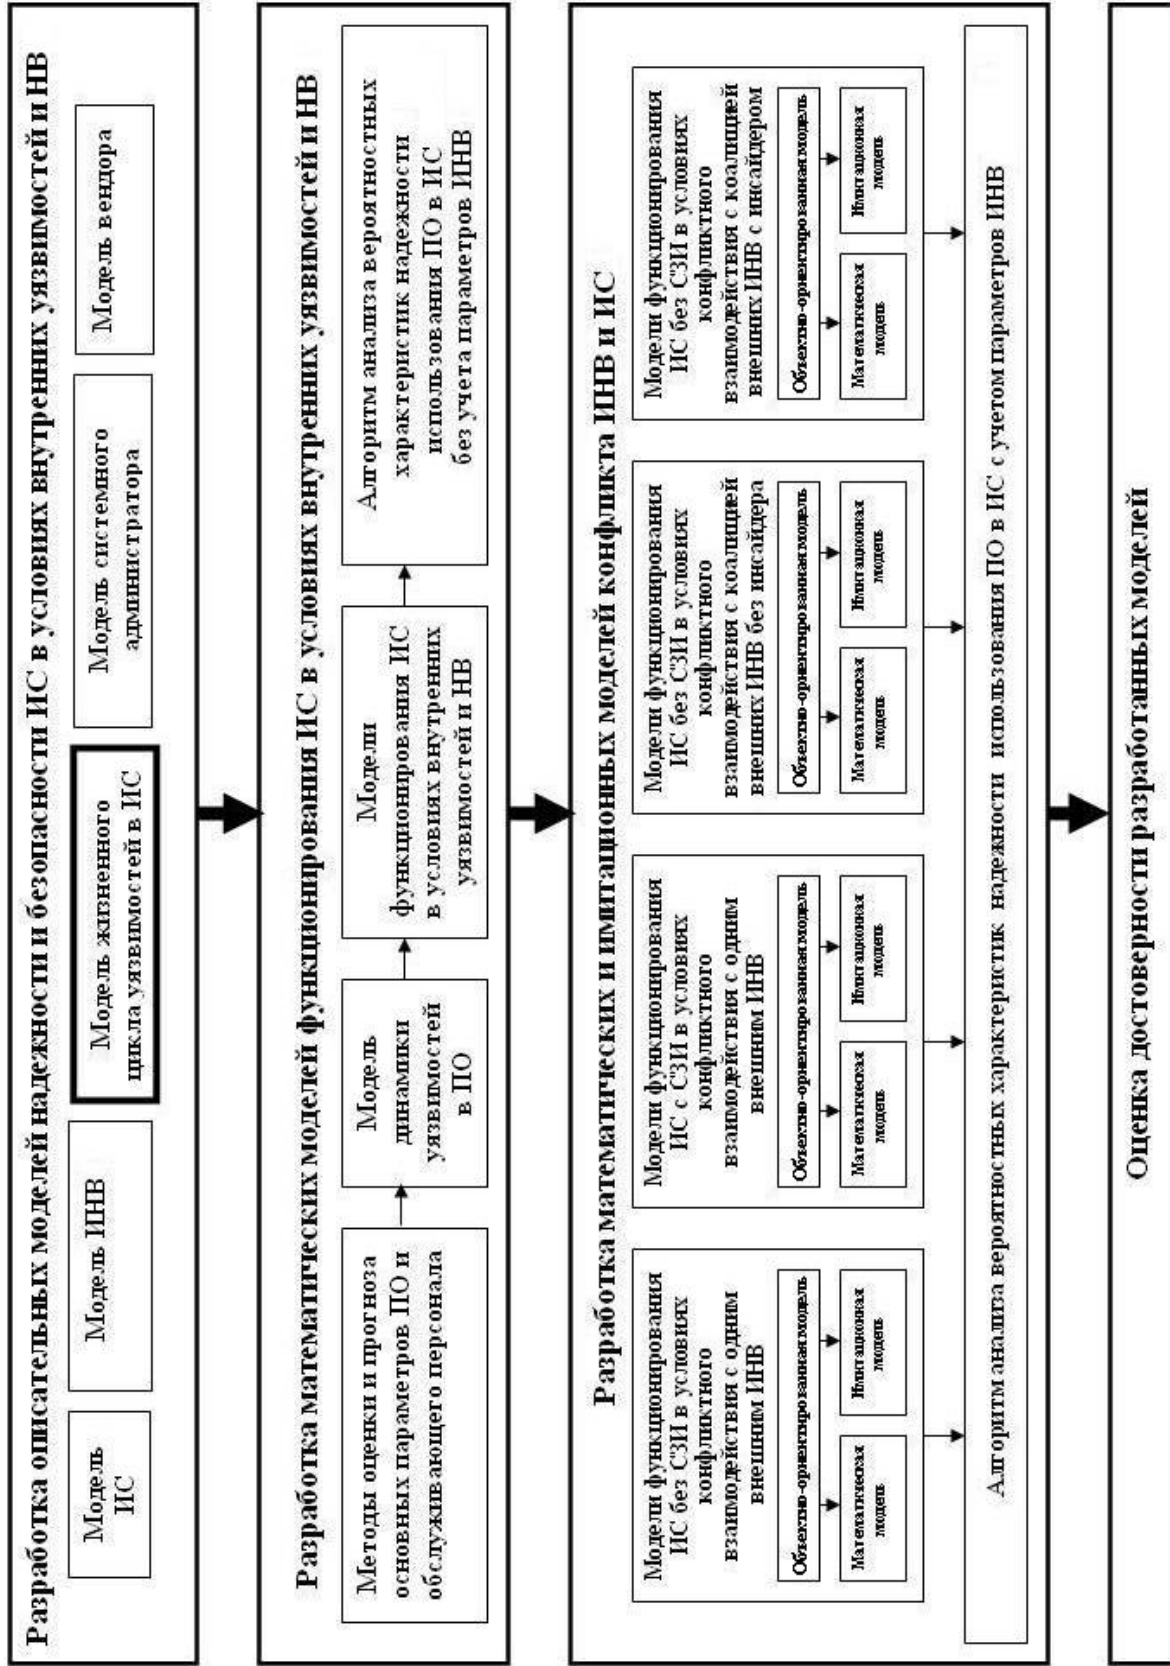 Разработка описательных моделей надежности и безопасности ИС в условиях внутренних уязвимостей и НВ
Модель
ИС
Модель ИНВ
Модель жизненного
цикла уязвимостей в ИС
Модель системного
администратора
Модель вендора
Разработка математических моделей функционирования ИС в условиях внутренних уязвимостей и НВ
Методы оценки и прогноза
основных параметров ПО и
обслуживающего персонала
Модель
динамики
уязвимостей
в ПО
Модели
функционирования ИС
в условиях внутренних
уязвимостей и НВ
Алгоритм анализа вероятностных
характеристик надежности
использования ПО в ИС
без учета параметров ИНВ
Разработка математических и имитационных моделей конфликта ИНВ и ИС
Модели функционирования
ИС без СЗИ в условиях
конфликтного
взаимодействия с одним
внешним ИНВ
Объектно-ориентированная модель
Математическая
модель
Имитационная
модель
Модели функционирования
ИС с СЗИ в условиях
конфликтного
взаимодействия с одним
внешним ИНВ
Объектно-ориентированная модель
Математическая
модель
Имитационная
модель
Модели функционирования
ИС без СЗИ в условиях
конфликтного
взаимодействия с коалицией
внешних ИНВ без инсайдера
Объектно-ориентированная модель
Математическая
модель
Имитационная
модель
Модели функционирования
ИС без СЗИ в условиях
конфликтного
взаимодействия с коалицией
внешних ИНВ с инсайдером
Объектно-ориентированная модель
Математическая
модель
Имитационная
модель
Алгоритм анализа вероятностных характеристик надежности использования ПО в ИС с учетом параметров ИНВ
Оценка достоверности разработанных моделей